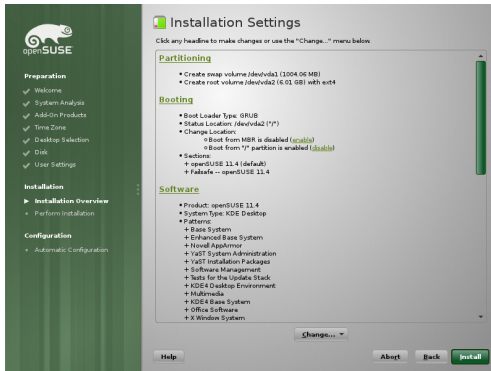 openSUSE
Preparation
Welcome
System Analysis
Add-On Products
Time Zone
Desktop Selection
Disk
User Settings
Installation
Installation Overview
Perform Installation
Configuration
Automatic Configuration
Installation Settings
Click any headline to make changes or use the "Change..." menu below.
Partitioning
• Create swap volume /dev/vda1 (1004.06 MB)
• Create root volume /dev/vda2 (6.01 GB) with ext4
Booting
• Boot Loader Type: GRUB
• Status Location: /dev/vda2 ("/")
• Change Location:
Boot from MBR is disabled (enable)
Boot from "/" partition is enabled (disable)
• Sections:
+ openSUSE 11.4 (default)
+ Failsafe -- openSUSE 11.4
Software
• Product: openSUSE 11.4
• System Type: KDE Desktop
• Patterns:
+ Base System
+ Enhanced Base System
+ Novell AppArmor
+ YaST System Administration
+ YaST Installation Packages
+ Software Management
+ Tests for the Update Stack
+ KDE4 Desktop Environment
+ Multimedia
+ KDE4 Base System
+ Office Software
+ X Window System
Change...
Help
Abort
Back
Install